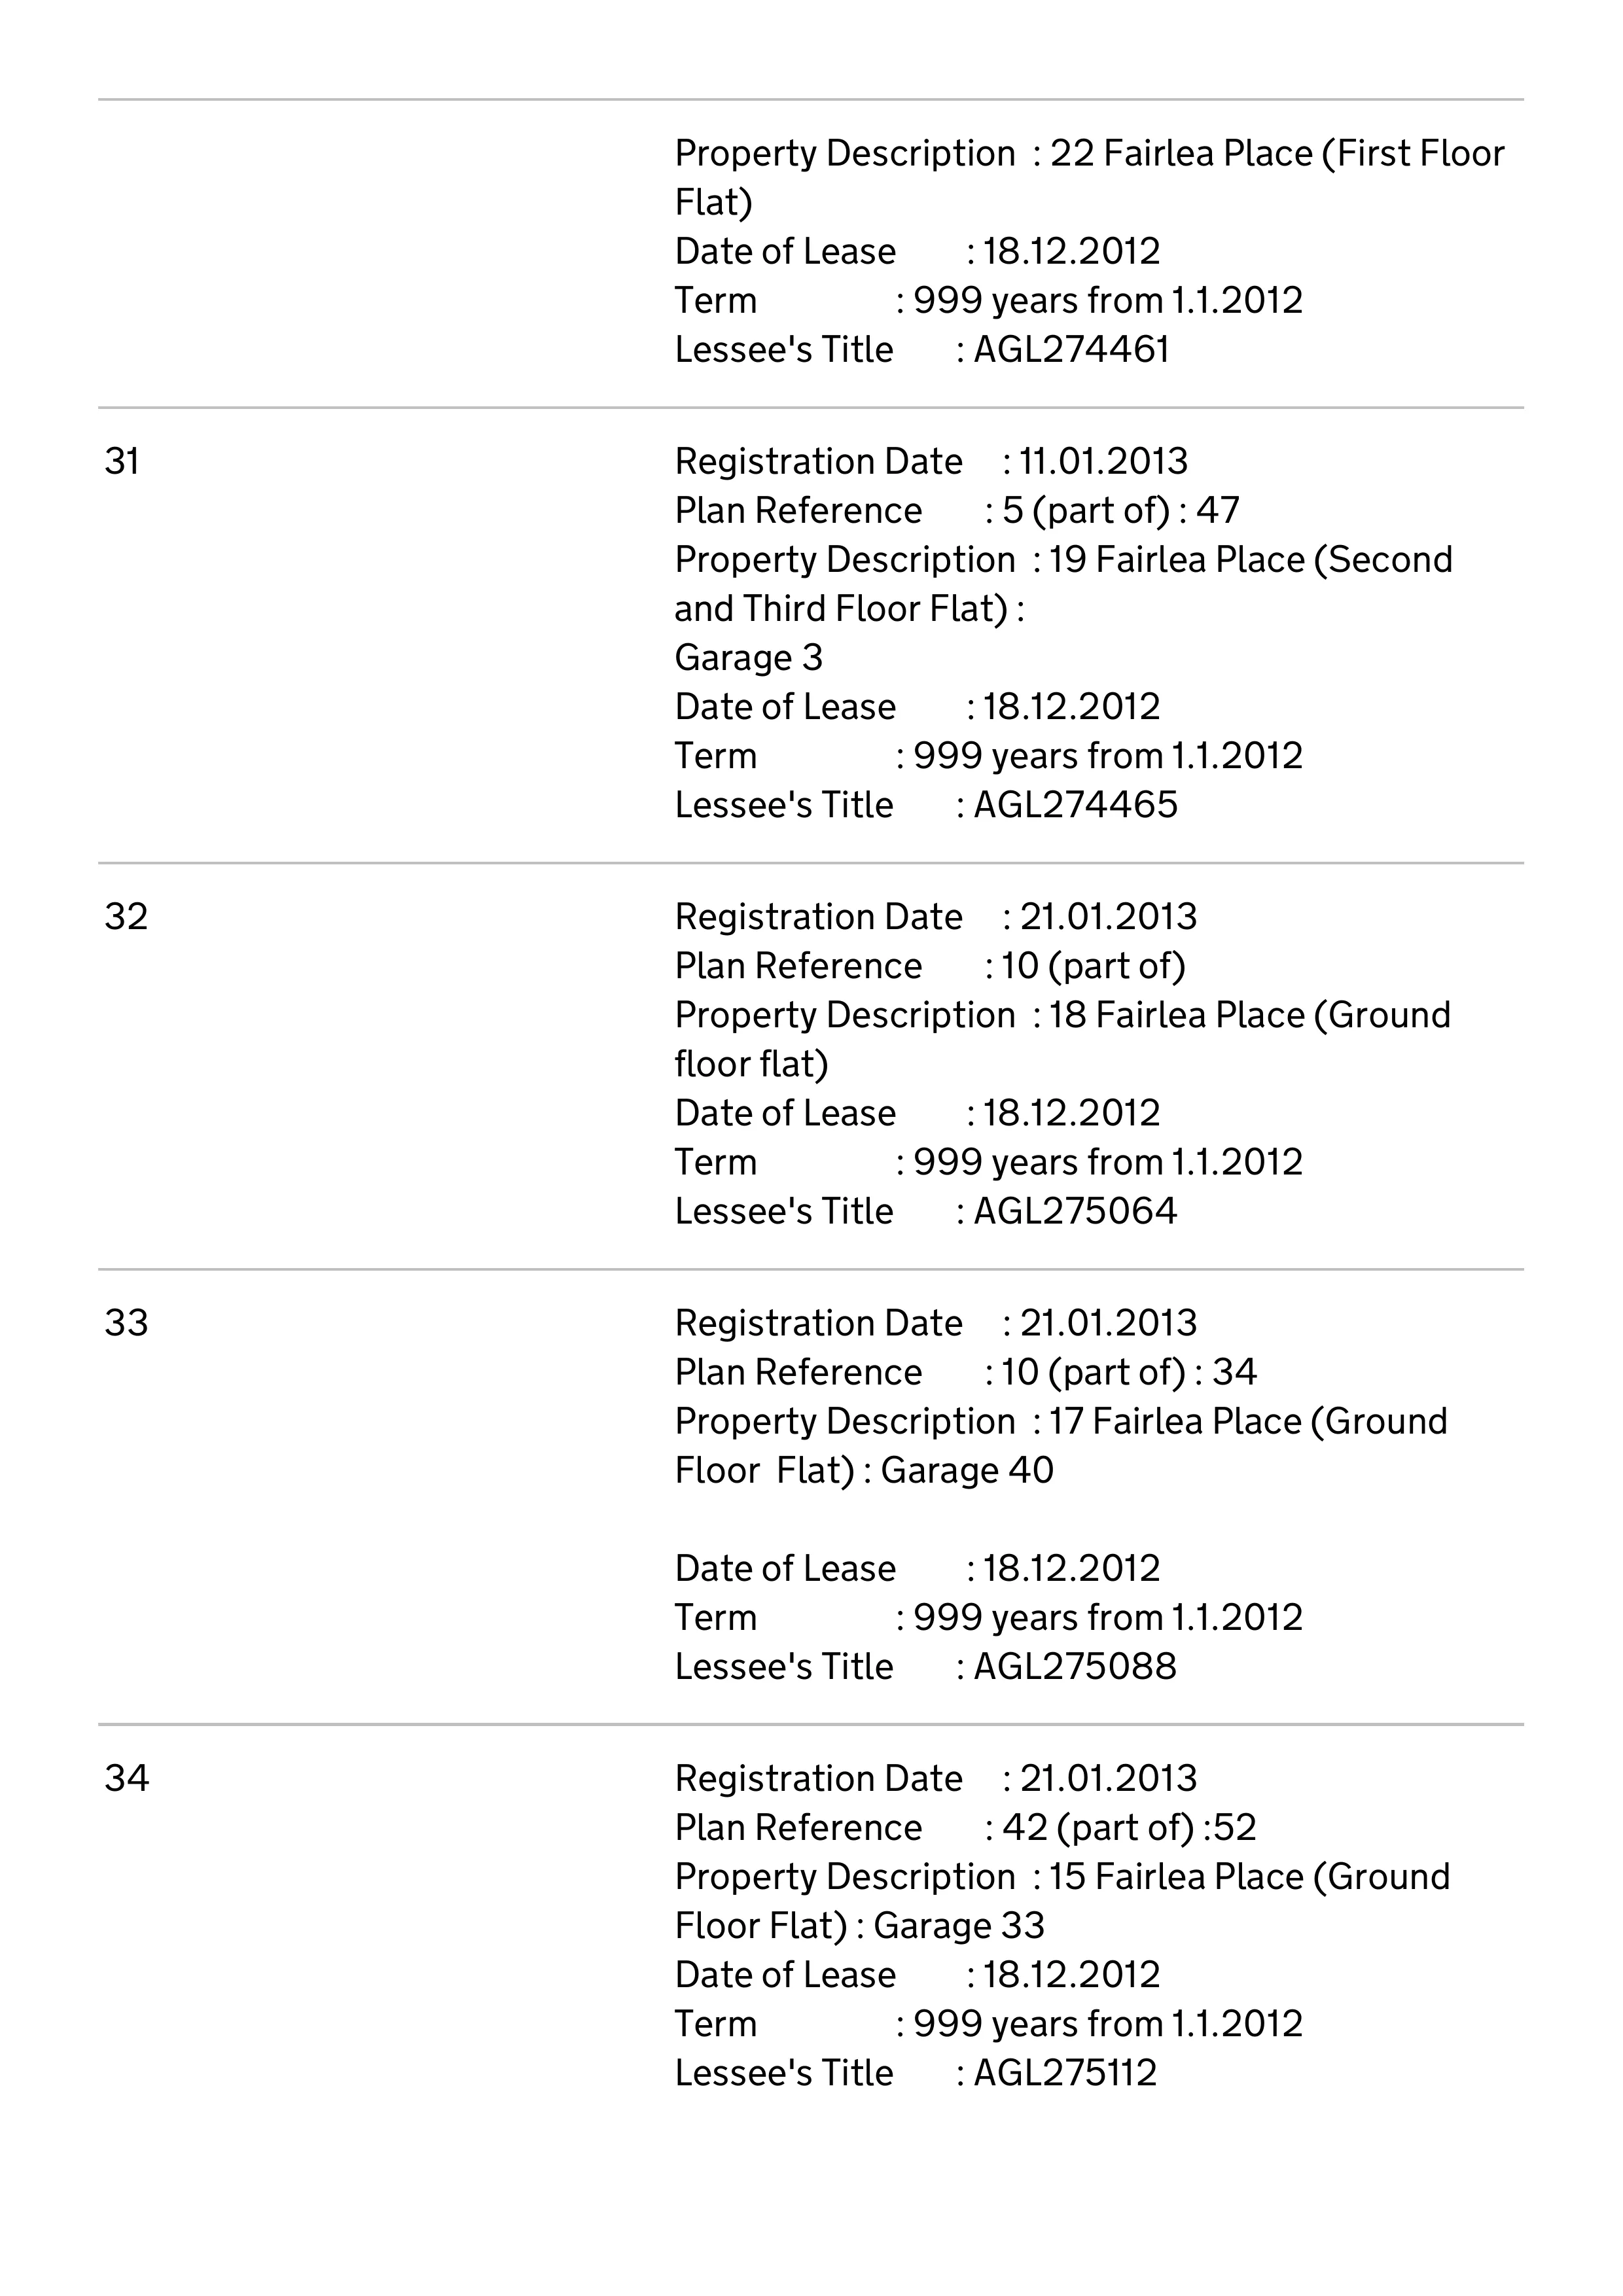 Property Description : 22 Fairlea Place (First Floor
Flat)
Date of Lease : 18.12.2012
Term : 999 years from 1.1.2012
Lessee's Title : AGL274461
31 Registration Date : 11.01.2013
Plan Reference : 5 (part of) : 47
Property Description : 19 Fairlea Place (Second
and Third Floor Flat) :
Garage 3
Date of Lease : 18.12.2012
Term : 999 years from 1.1.2012
Lessee's Title : AGL274465
32 Registration Date : 21.01.2013
Plan Reference : 10 (part of)
Property Description : 18 Fairlea Place (Ground
floor flat)
Date of Lease : 18.12.2012
Term : 999 years from 1.1.2012
Lessee's Title : AGL275064
33 Registration Date : 21.01.2013
Plan Reference : 10 (part of) : 34
Property Description : 17 Fairlea Place (Ground
Floor Flat) : Garage 40
Date of Lease : 18.12.2012
Term : 999 years from 1.1.2012
Lessee's Title : AGL275088
34 Registration Date : 21.01.2013
Plan Reference : 42 (part of) :52
Property Description : 15 Fairlea Place (Ground
Floor Flat) : Garage 33
Date of Lease : 18.12.2012
Term : 999 years from 1.1.2012
Lessee's Title : AGL275112